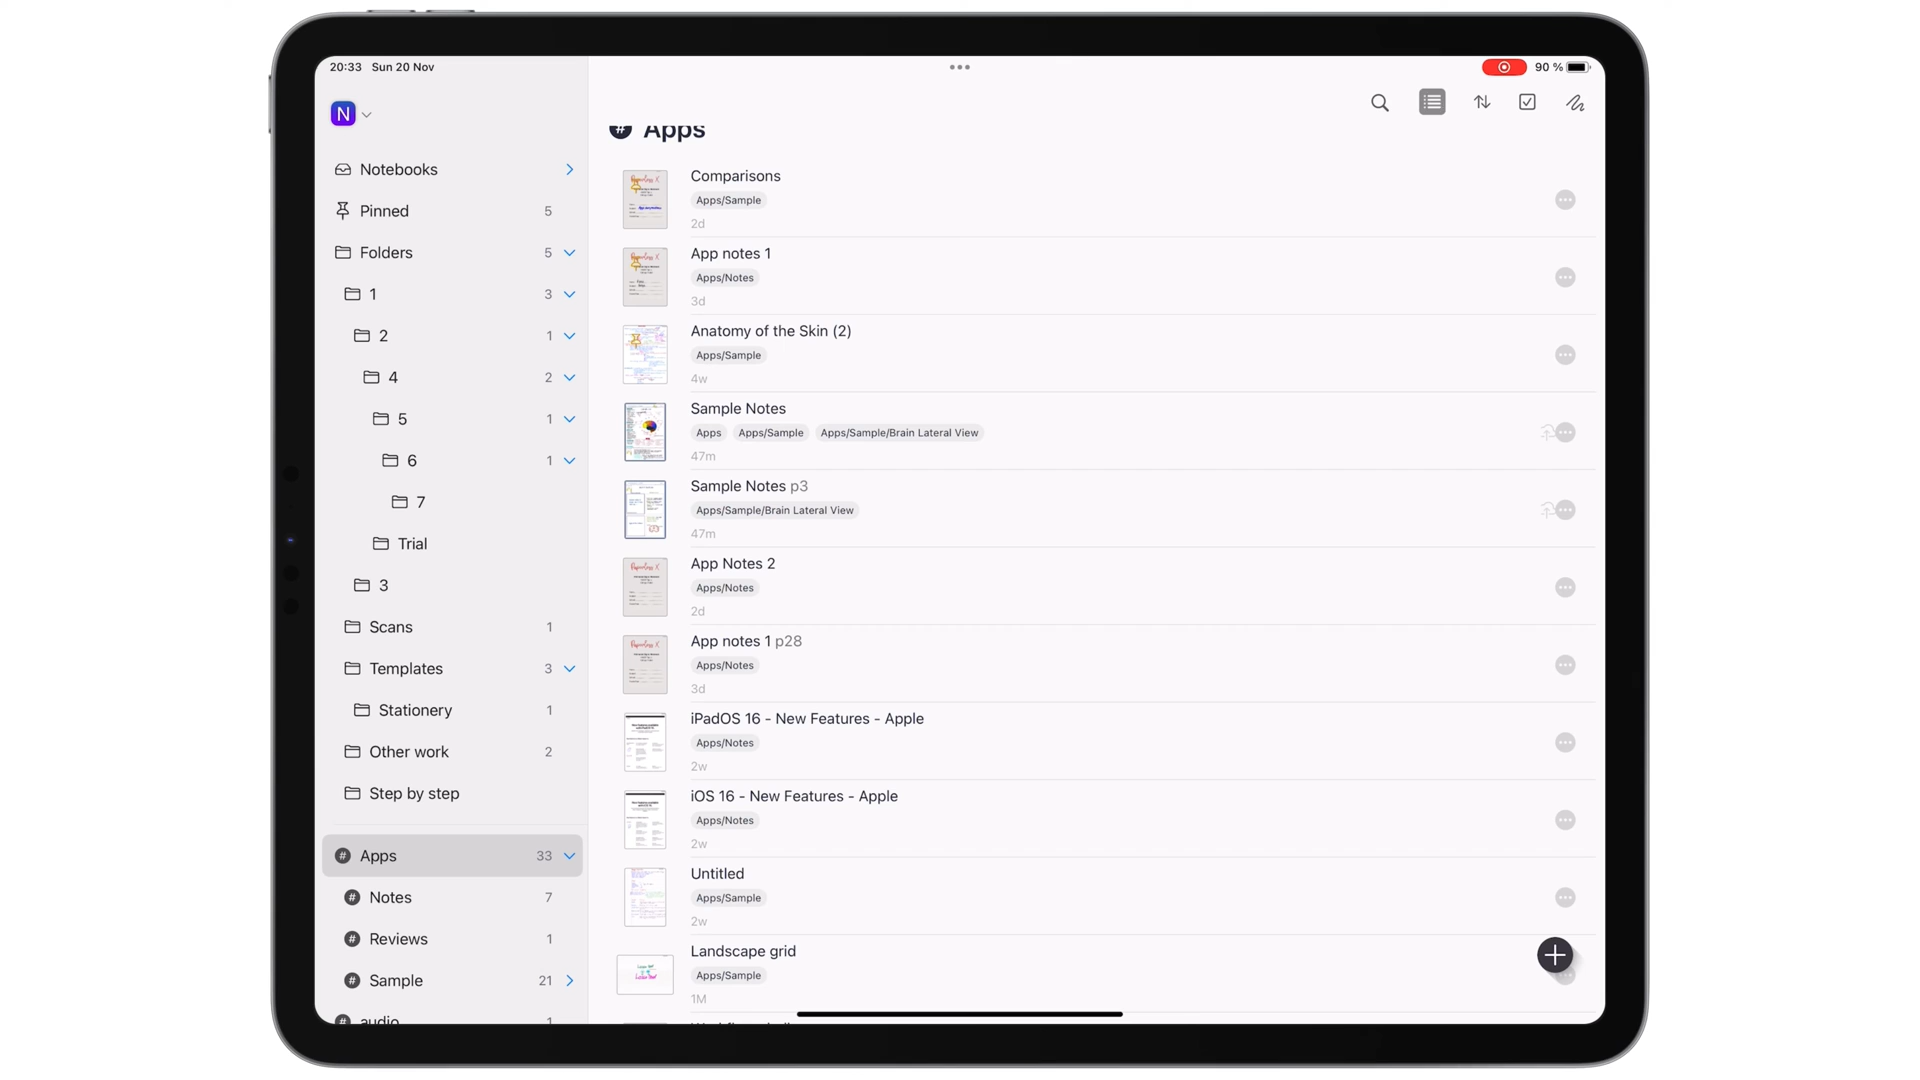 20:33 Sun 20 Nov
90 %
N
Notebooks
Pinned 5
Folders 5
1 3
2 1
4 2
5 1
6 1
7
Trial
3
Scans 1
Templates 3
Stationery 1
Other work 2
Step by step
# Apps 33
# Notes 7
# Reviews 1
# Sample 21
# audio 1
# Apps
Comparisons
Apps/Sample
2d
App notes 1
Apps/Notes
3d
Anatomy of the Skin (2)
Apps/Sample
4w
Sample Notes
Apps Apps/Sample Apps/Sample/Brain Lateral View
47m
Sample Notes p3
Apps/Sample/Brain Lateral View
47m
App Notes 2
Apps/Notes
2d
App notes 1 p28
Apps/Notes
3d
iPadOS 16 - New Features - Apple
Apps/Notes
2w
iOS 16 - New Features - Apple
Apps/Notes
2w
Untitled
Apps/Sample
2w
Landscape grid
Apps/Sample
1M
Paperless X
Paperless X
Paperless X
Paperless X